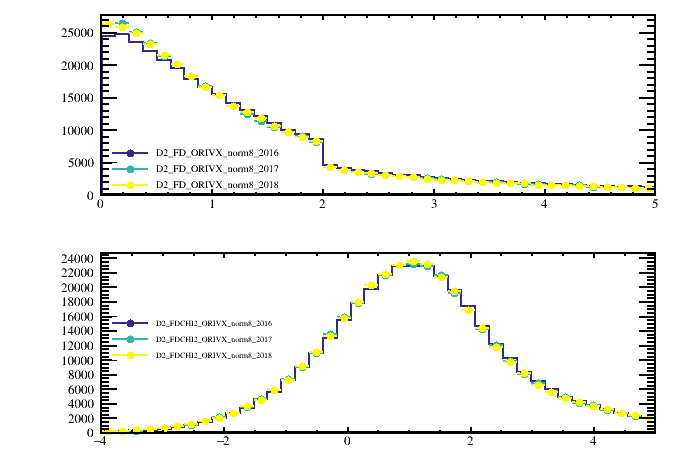 25000
20000
15000
10000
5000
0
D2_FD_ORIVX_norm8_2016
D2_FD_ORIVX_norm8_2017
D2_FD_ORIVX_norm8_2018
0 1 2 3 4 5
24000
22000
20000
18000
16000
14000
12000
10000
8000
6000
4000
2000
0
D2_FDCHI2_ORIVX_norm8_2016
D2_FDCHI2_ORIVX_norm8_2017
D2_FDCHI2_ORIVX_norm8_2018
−4 −2 0 2 4